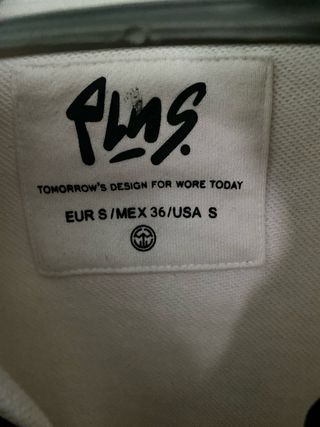 PLNS.
TOMORROW'S DESIGN FOR WORE TODAY
EUR S/MEX 36/USA S